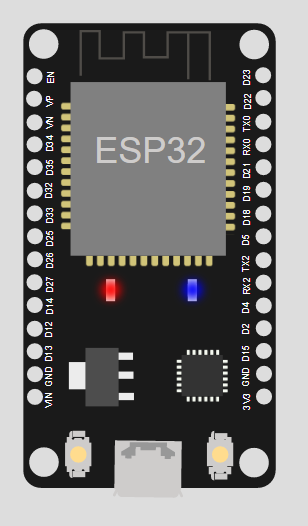 EN
VP
VN
D34
D35
D32
D33
D25
D26
D27
D14
D12
D13
GND
VIN
ESP32
D23
D22
TX0
RX0
D21
D19
D18
D5
TX2
RX2
D4
D2
D15
GND
3V3